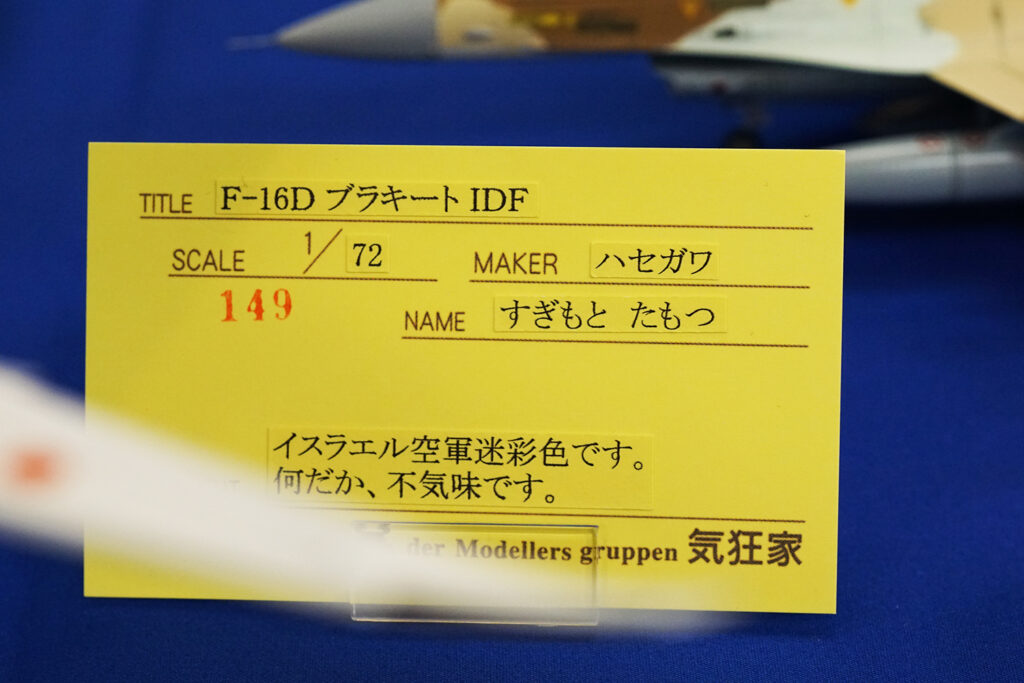 TITLE F-16D ブラキート IDF
SCALE 1/72 MAKER ハセガワ
149
NAME すぎもと たもつ
イスラエル空軍迷彩色です。
何だか、不気味です。
der Modellers gruppen 気狂家